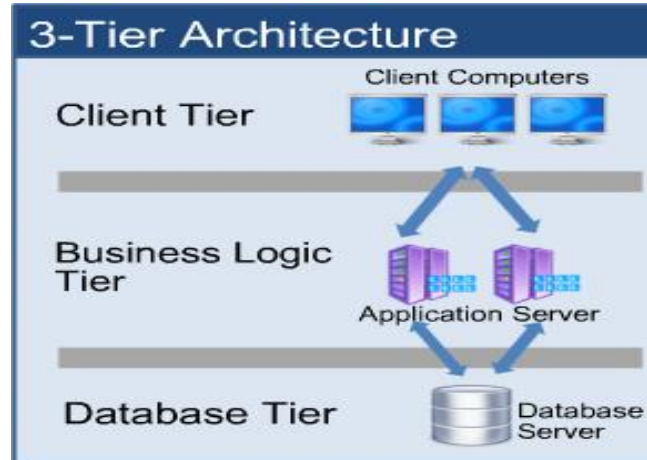 3-Tier Architecture
Client Computers
Client Tier
Business Logic
Tier
Application Server
Database Tier
Database
Server